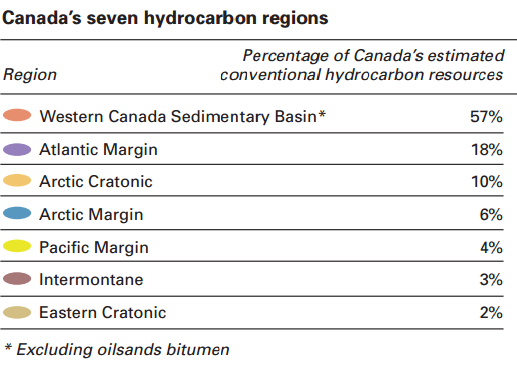 Canada's seven hydrocarbon regions
Percentage of Canada's estimated
Region conventional hydrocarbon resources
Western Canada Sedimentary Basin* 57%
Atlantic Margin 18%
Arctic Cratonic 10%
Arctic Margin 6%
Pacific Margin 4%
Intermontane 3%
Eastern Cratonic 2%
* Excluding oilsands bitumen